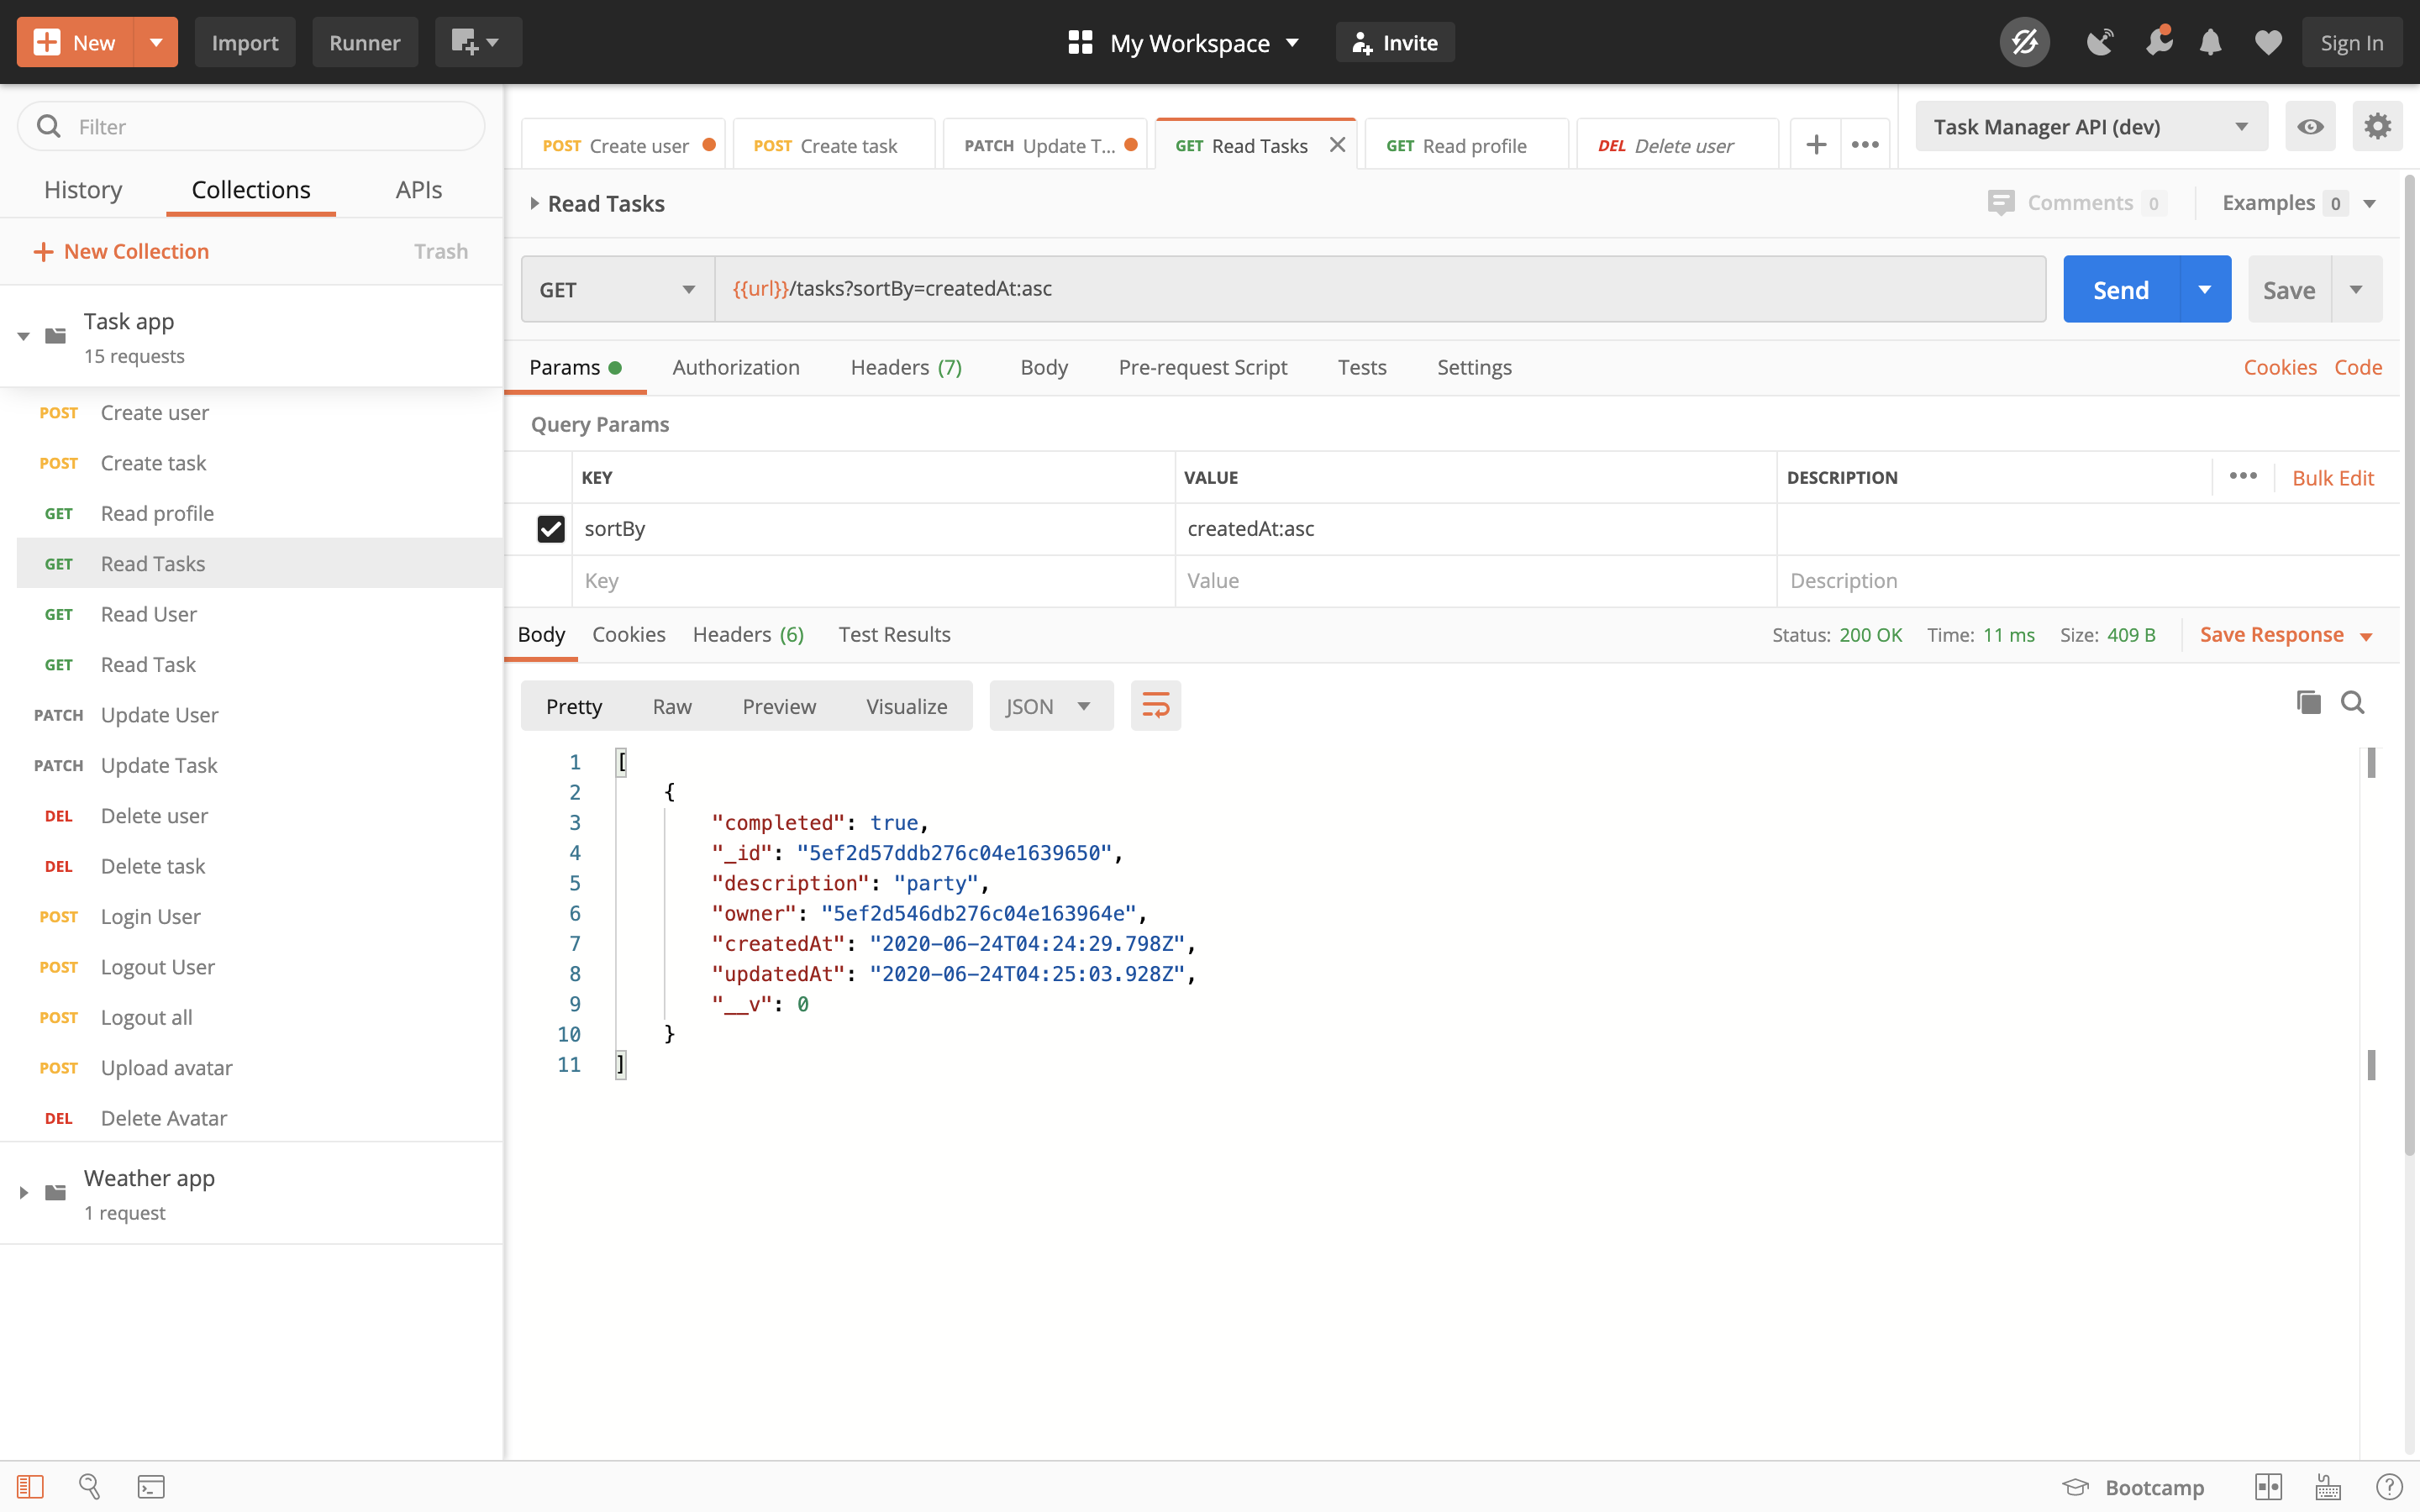 New Import Runner My Workspace Invite Sign In
Filter
History Collections APIs
New Collection Trash
Task app
15 requests
POST Create user
POST Create task
GET Read profile
GET Read Tasks
GET Read User
GET Read Task
PATCH Update User
PATCH Update Task
DEL Delete user
DEL Delete task
POST Login User
POST Logout User
POST Logout all
POST Upload avatar
DEL Delete Avatar
Weather app
1 request
POST Create user POST Create task PATCH Update T... GET Read Tasks GET Read profile DEL Delete user Task Manager API (dev)
Read Tasks Comments 0 Examples 0
GET {{url}}/tasks?sortBy=createdAt:asc Send Save
Params Authorization Headers (7) Body Pre-request Script Tests Settings Cookies Code
Query Params
KEY VALUE DESCRIPTION Bulk Edit
sortBy createdAt:asc
Key Value Description
Body Cookies Headers (6) Test Results Status: 200 OK Time: 11 ms Size: 409 B Save Response
Pretty Raw Preview Visualize JSON
1 [
2 {
3 "completed": true,
4 "_id": "5ef2d57ddb276c04e1639650",
5 "description": "party",
6 "owner": "5ef2d546db276c04e163964e",
7 "createdAt": "2020-06-24T04:24:29.798Z",
8 "updatedAt": "2020-06-24T04:25:03.928Z",
9 "__v": 0
10 }
11 ]
Bootcamp